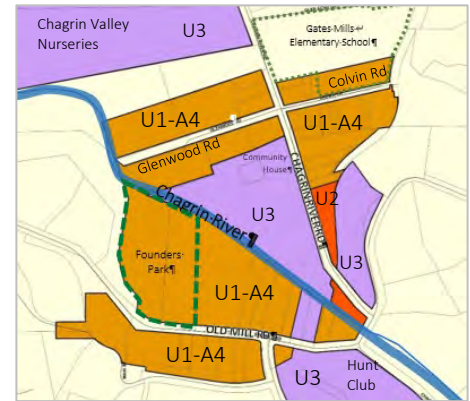 Chagrin Valley
Nurseries
U3
Gates·Mills↵
Elementary·School¶
Colvin Rd
U1-A4
U1-A4
Glenwood Rd
Community
House¶
CHAGRIN RIVER RD
U2
Chagrin·River¶
U3
U3
Founders·
Park¶
U1-A4
OLD·MILL·RD¶
U1-A4
U3
Hunt
Club